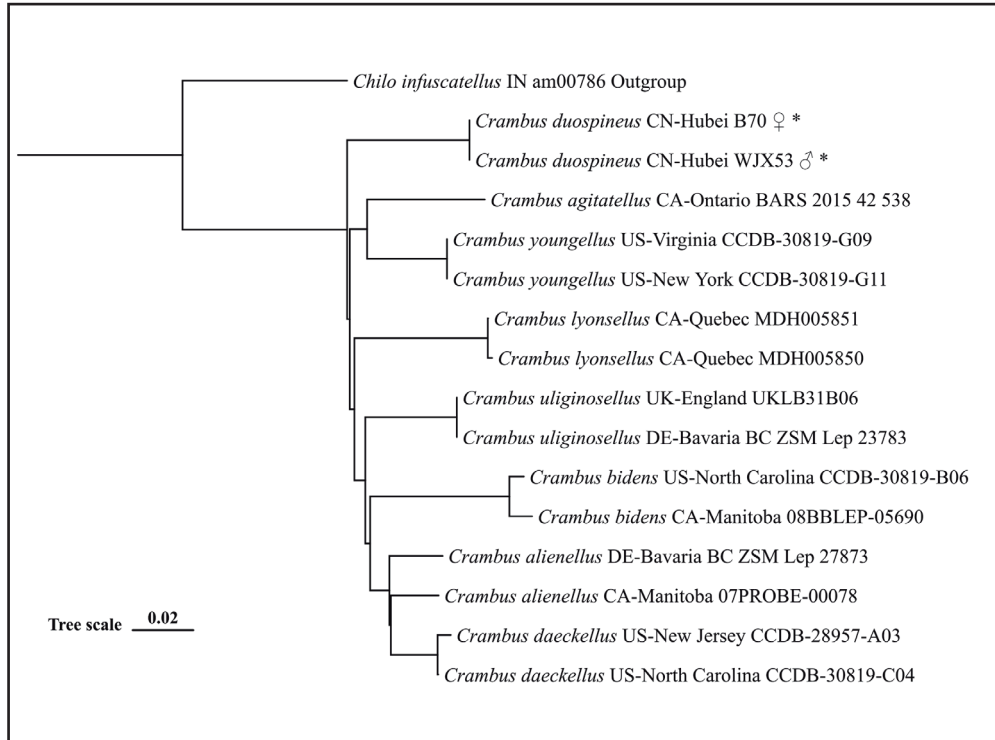 Chilo infuscatellus IN am00786 Outgroup
Crambus duospineus CN-Hubei B70 ♀ *
Crambus duospineus CN-Hubei WJX53 ♂ *
Crambus agitatellus CA-Ontario BARS 2015 42 538
Crambus youngellus US-Virginia CCDB-30819-G09
Crambus youngellus US-New York CCDB-30819-G11
Crambus lyonsellus CA-Quebec MDH005851
Crambus lyonsellus CA-Quebec MDH005850
Crambus uliginosellus UK-England UKLB31B06
Crambus uliginosellus DE-Bavaria BC ZSM Lep 23783
Crambus bidens US-North Carolina CCDB-30819-B06
Crambus bidens CA-Manitoba 08BBLEP-05690
Crambus alienellus DE-Bavaria BC ZSM Lep 27873
Crambus alienellus CA-Manitoba 07PROBE-00078
Crambus daeckellus US-New Jersey CCDB-28957-A03
Crambus daeckellus US-North Carolina CCDB-30819-C04
Tree scale 0.02